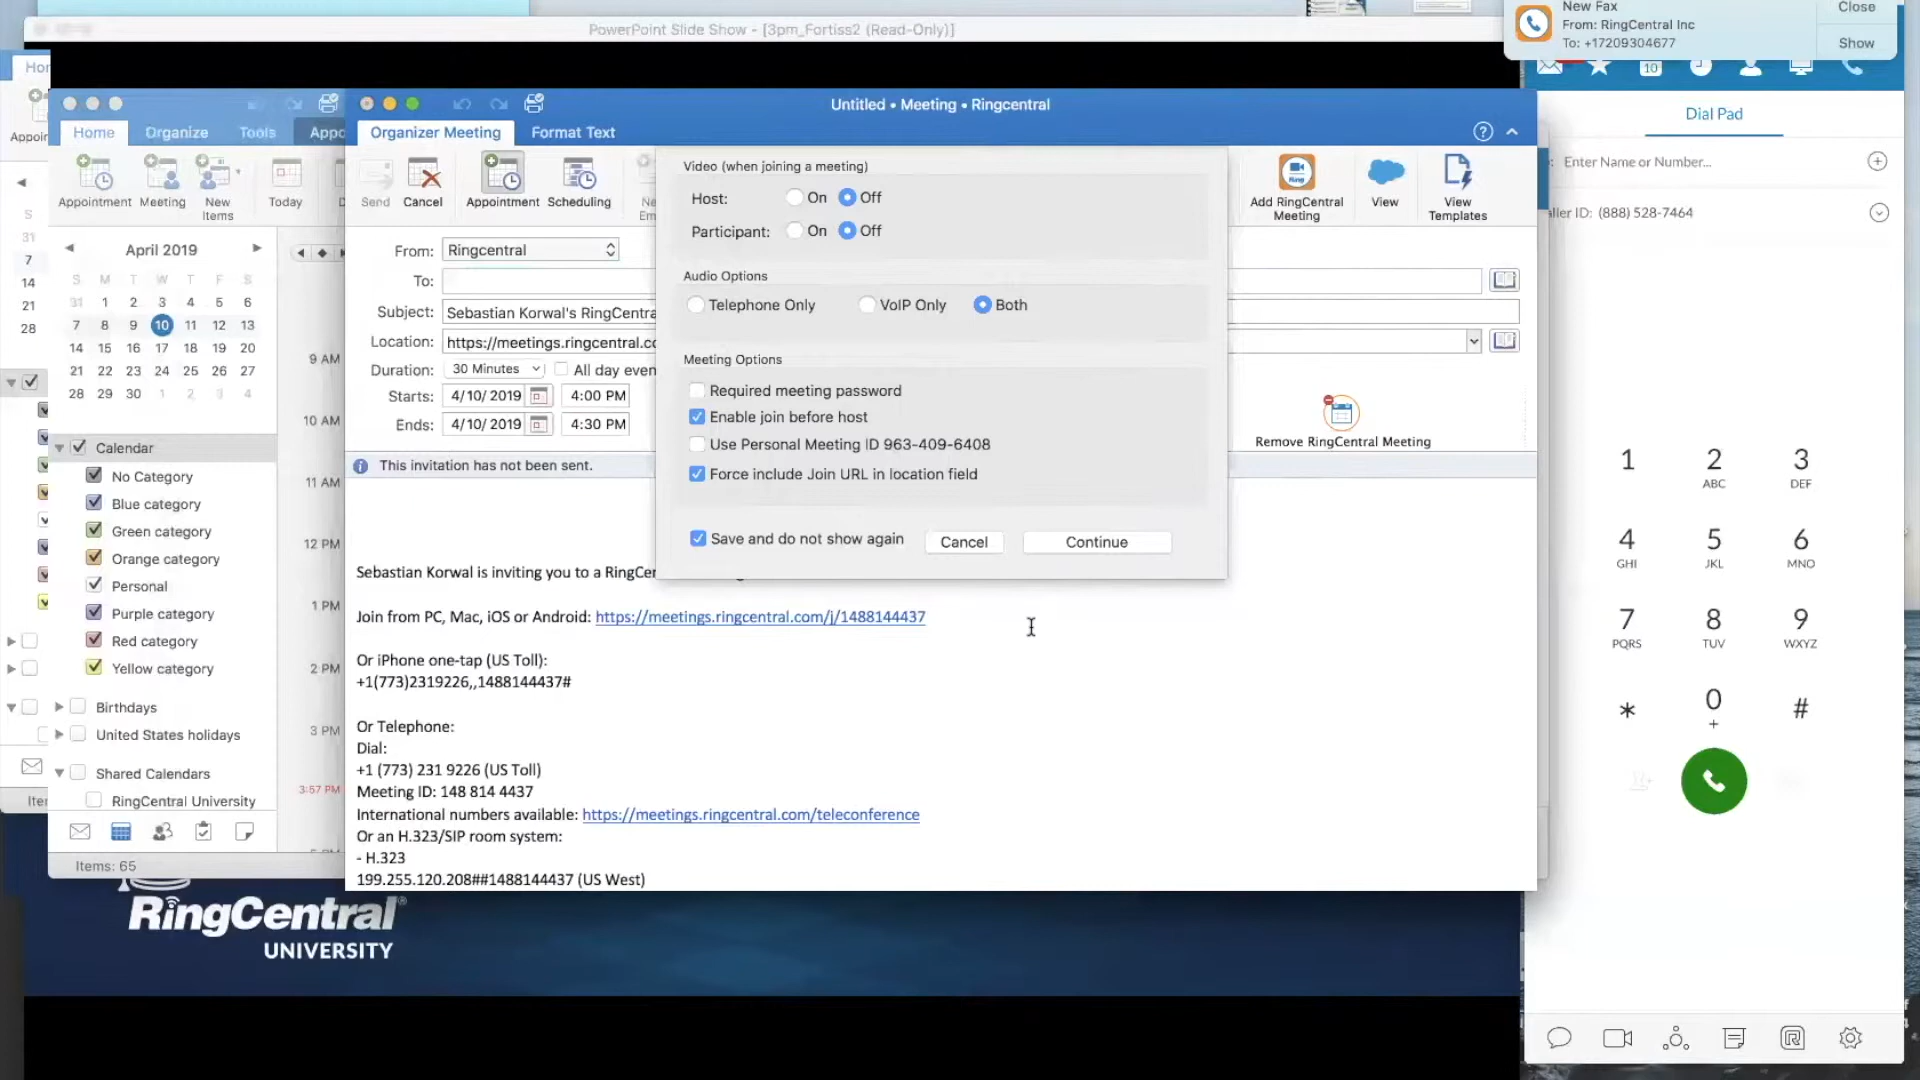 PowerPoint Slide Show - [3pm_Fortiss2 (Read-Only)]
New Fax
From: RingCentral Inc
To: +17209304677
Close
Show
Untitled • Meeting • Ringcentral
Home
Organize
Tools
Organizer Meeting
Format Text
Appointment
Meeting
New
Items
Today
Send
Cancel
Appointment
Scheduling
Add RingCentral
Meeting
View
View
Templates
April 2019
S M T W T F S
31 1 2 3 4 5 6
7 8 9 10 11 12 13
14 15 16 17 18 19 20
21 22 23 24 25 26 27
28 29 30 1 2 3 4
S
31
7
14
21
28
Calendar
No Category
Blue category
Green category
Orange category
Personal
Purple category
Red category
Yellow category
Birthdays
United States holidays
Shared Calendars
RingCentral University
Items: 65
9 AM
10 AM
11 AM
12 PM
1 PM
2 PM
3 PM
3:57 PM
From: Ringcentral
To:
Subject: Sebastian Korwal's RingCentra
Location: https://meetings.ringcentral.co
Duration: 30 Minutes All day even
Starts: 4/10/2019 4:00 PM
Ends: 4/10/2019 4:30 PM
This invitation has not been sent.
Video (when joining a meeting)
Host: On Off
Participant: On Off
Audio Options
Telephone Only VoIP Only Both
Meeting Options
Required meeting password
Enable join before host
Use Personal Meeting ID 963-409-6408
Force include Join URL in location field
Save and do not show again
Cancel
Continue
Remove RingCentral Meeting
Sebastian Korwal is inviting you to a RingCe
Join from PC, Mac, iOS or Android: https://meetings.ringcentral.com/j/1488144437
Or iPhone one-tap (US Toll):
+1(773)2319226,,1488144437#
Or Telephone:
Dial:
+1 (773) 231 9226 (US Toll)
Meeting ID: 148 814 4437
International numbers available: https://meetings.ringcentral.com/teleconference
Or an H.323/SIP room system:
- H.323
199.255.120.208##1488144437 (US West)
RingCentral®
UNIVERSITY
10
Dial Pad
Enter Name or Number...
ller ID: (888) 528-7464
1
2
ABC
3
DEF
4
GHI
5
JKL
6
MNO
7
PQRS
8
TUV
9
WXYZ
*
0
+
#